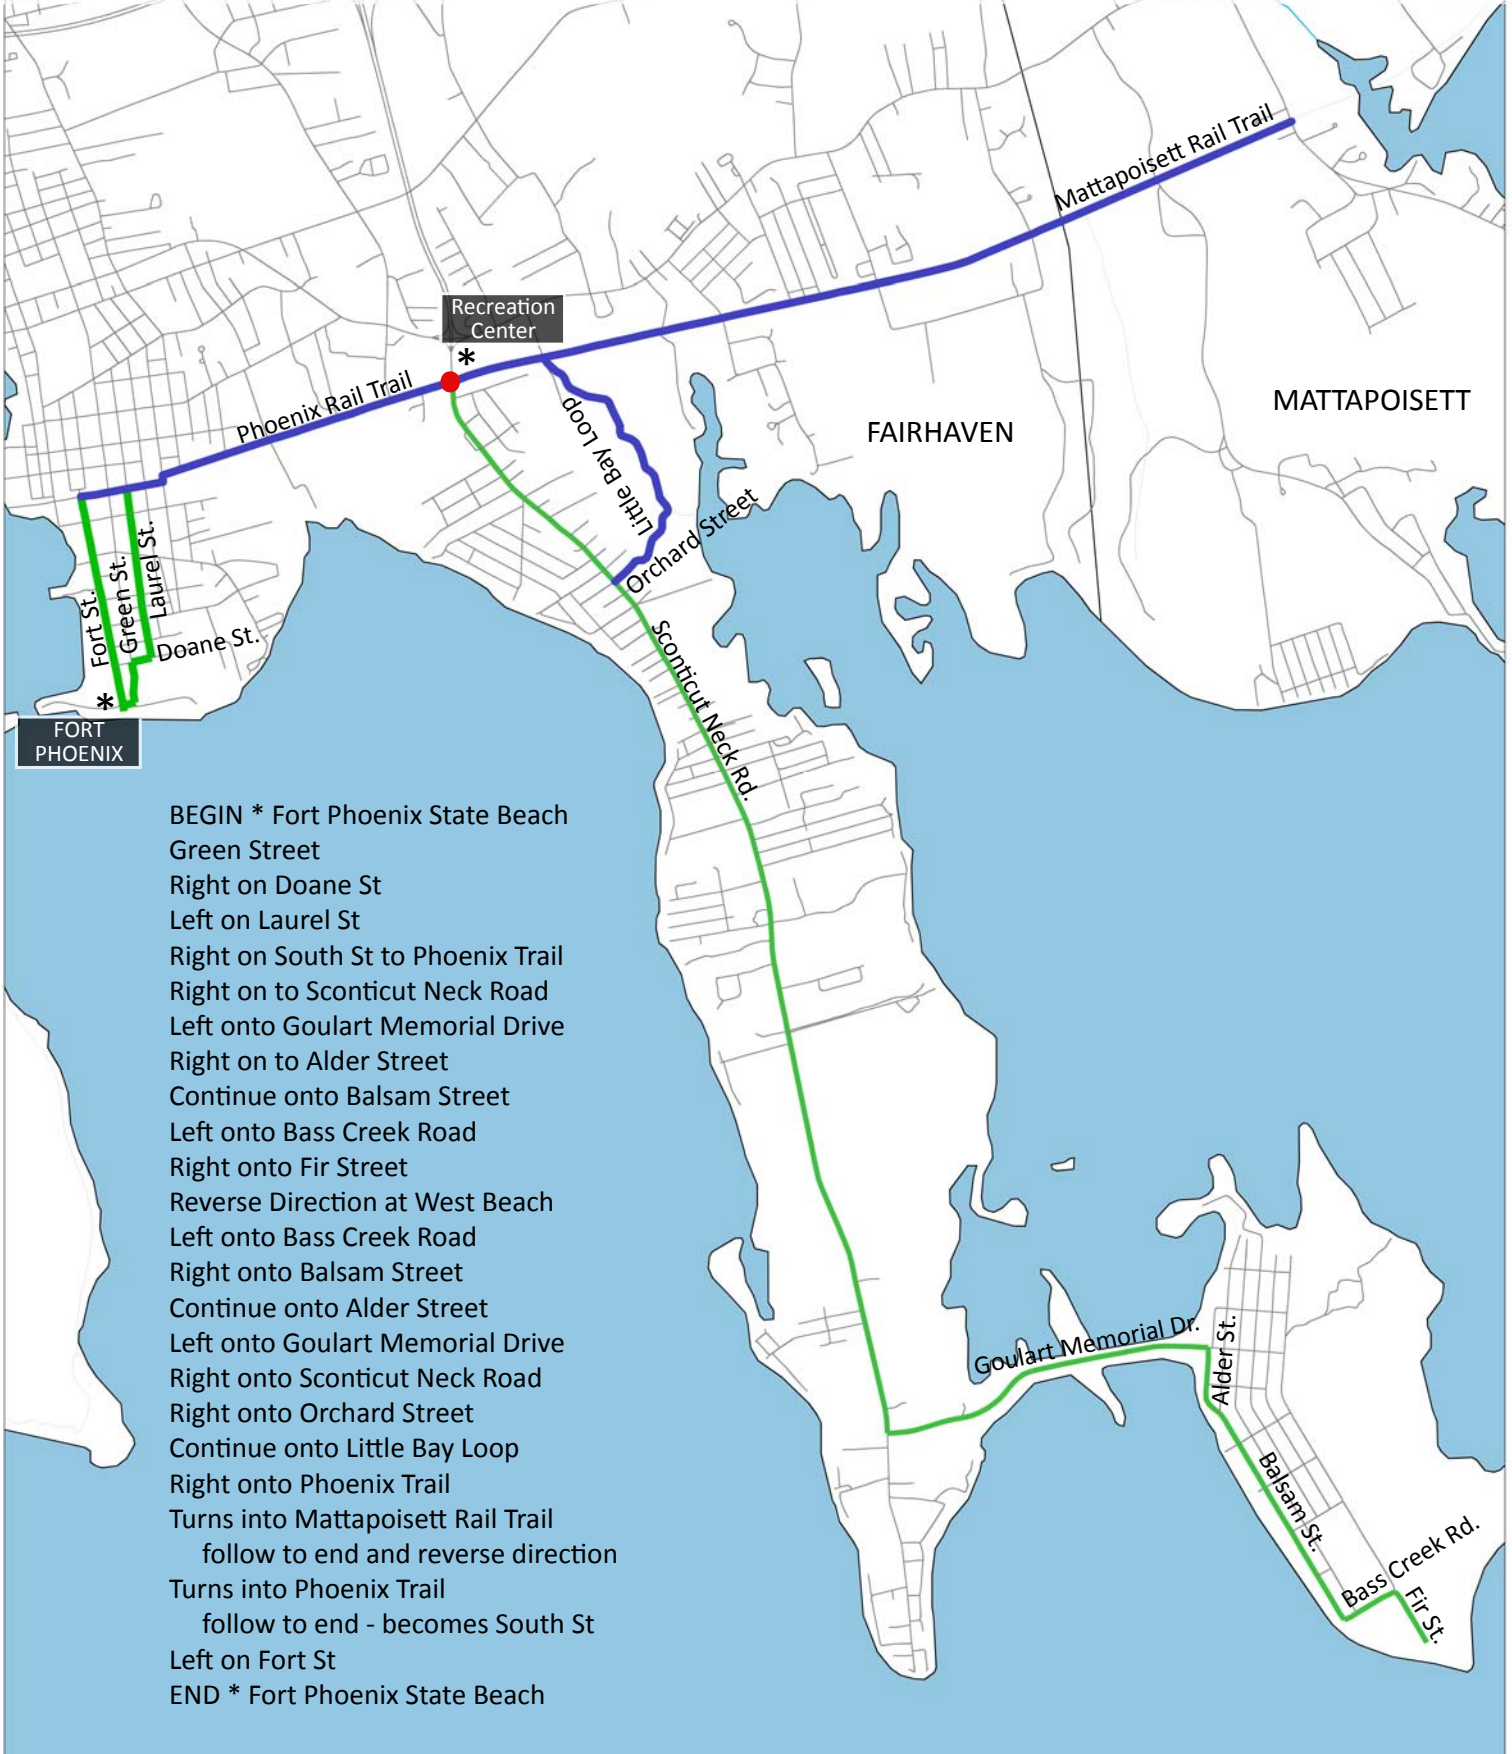 Mattapoisett Rail Trail
Recreation
Center
*
Phoenix Rail Trail
Little Bay Loop
MATTAPOISETT
FAIRHAVEN
Orchard Street
Fort St.
Green St.
Laurel St.
Doane St.
*
FORT
PHOENIX
Sconticut Neck Rd.
BEGIN * Fort Phoenix State Beach
Green Street
Right on Doane St
Left on Laurel St
Right on South St to Phoenix Trail
Right on to Sconticut Neck Road
Left onto Goulart Memorial Drive
Right on to Alder Street
Continue onto Balsam Street
Left onto Bass Creek Road
Right onto Fir Street
Reverse Direction at West Beach
Left onto Bass Creek Road
Right onto Balsam Street
Continue onto Alder Street
Left onto Goulart Memorial Drive
Right onto Sconticut Neck Road
Right onto Orchard Street
Continue onto Little Bay Loop
Right onto Phoenix Trail
Turns into Mattapoisett Rail Trail
follow to end and reverse direction
Turns into Phoenix Trail
follow to end - becomes South St
Left on Fort St
END * Fort Phoenix State Beach
Goulart Memorial Dr.
Alder St.
Balsam St.
Bass Creek Rd.
Fir St.